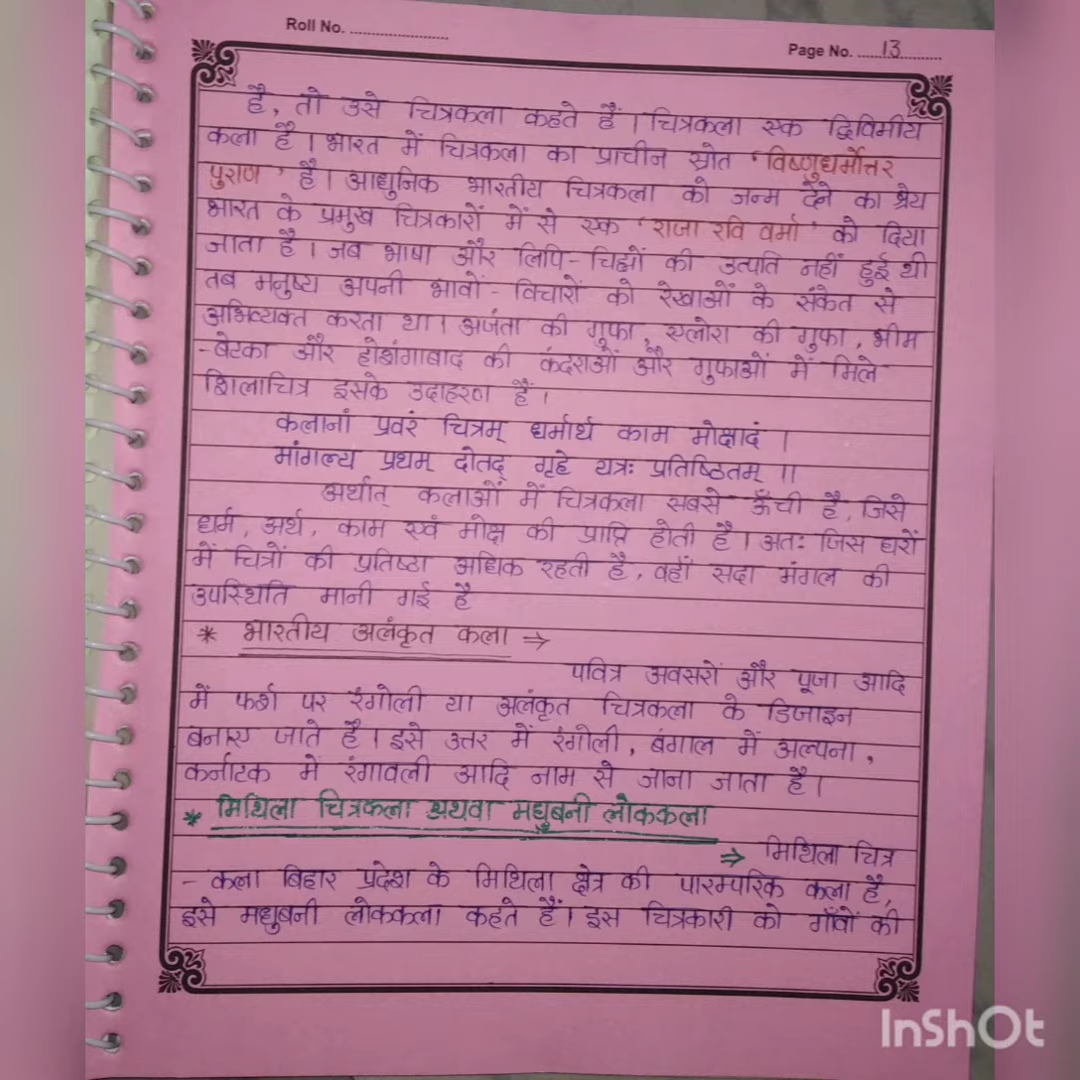 Roll No. ........................
Page No. ......13...........
है, तो उसे चित्रकला कहते हैं। चित्रकला एक द्विविमीय
कला है। भारत में चित्रकला का प्राचीन स्रोत 'विष्णुधर्मोत्तर
पुराण' है। आधुनिक भारतीय चित्रकला को जन्म देने का श्रेय
भारत के प्रमुख चित्रकारों में से एक 'राजा रवि वर्मा' को दिया
जाता है। जब भाषा और लिपि-चिह्नों की उत्पति नहीं हुई थी
तब मनुष्य अपनी भावों-विचारों को रेखाओं के संकेत से
अभिव्यक्त करता था। अजंता की गुफा, एलोरा की गुफा, भीम
-बेटका और होशंगाबाद की कंदराओं और गुफाओं में मिले
शिलाचित्र इसके उदाहरण हैं।
कलानां प्रवरं चित्रम् धर्मार्थ काम मोक्षादं।
मांगल्य प्रथम् दोतद् गृहे यत्रः प्रतिष्ठितम्॥
अर्थात् कलाओं में चित्रकला सबसे ऊँची है, जिसे
धर्म, अर्थ, काम एवं मोक्ष की प्राप्ति होती है। अतः जिस घरों
में चित्रों की प्रतिष्ठा अधिक रहती है, वहाँ सदा मंगल की
उपस्थिति मानी गई है
* भारतीय अलंकृत कला ⇒
पवित्र अवसरों और पूजा आदि
में फर्श पर रंगोली या अलंकृत चित्रकला के डिजाइन
बनाए जाते है। इसे उत्तर में रंगोली, बंगाल में अल्पना,
कर्नाटक में रंगावली आदि नाम से जाना जाता है।
* मिथिला चित्रकला अथवा मधुबनी लोककला
⇒ मिथिला चित्र
- कला बिहार प्रदेश के मिथिला क्षेत्र की पारम्परिक कला है,
इसे मधुबनी लोककला कहते हैं। इस चित्रकारी को गाँवों की
InShOt